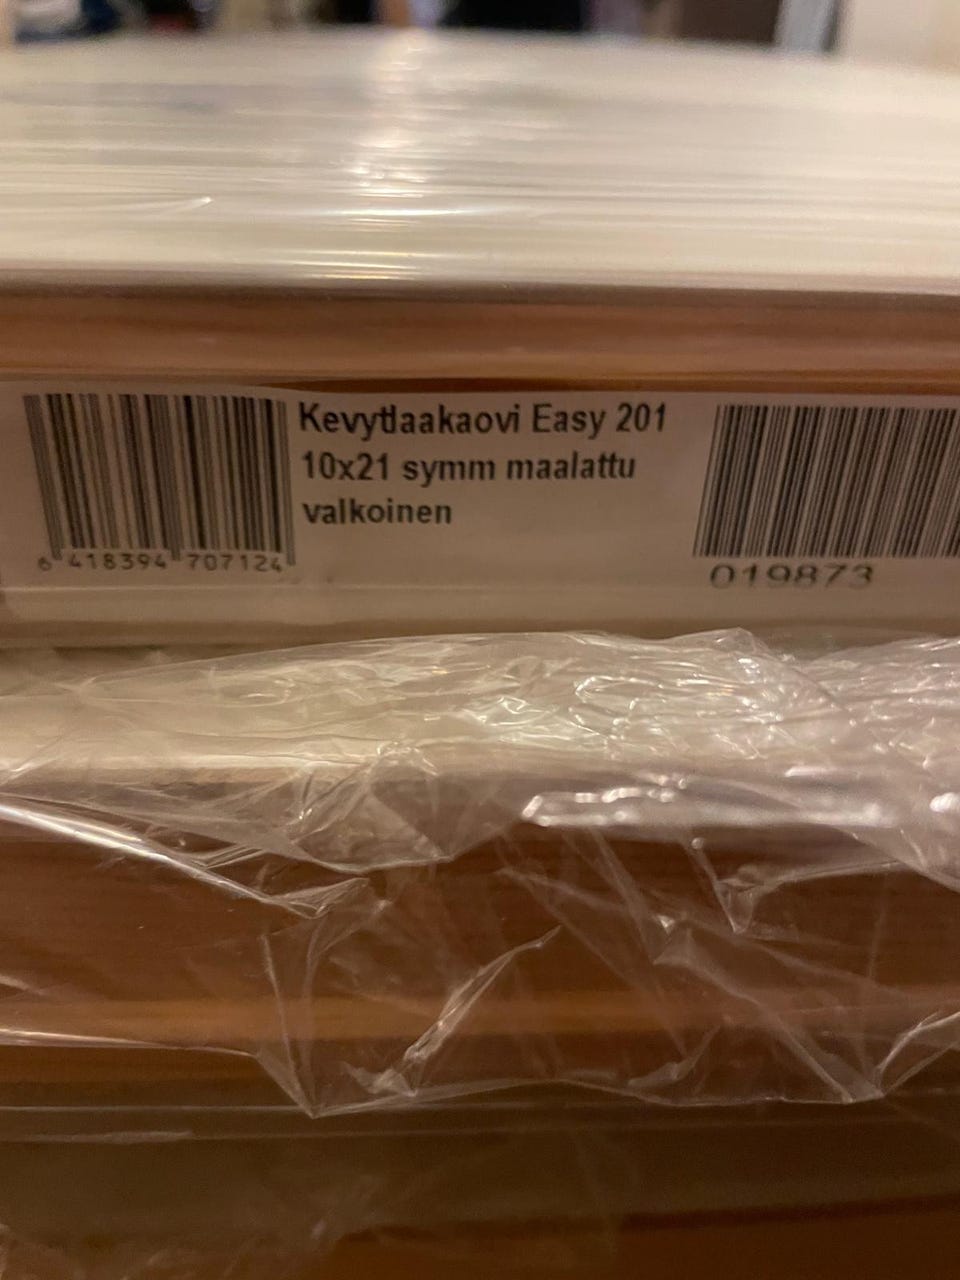 Kevytlaakaovi Easy 201
10x21 symm maalattu
valkoinen
6 418394 707124
019873